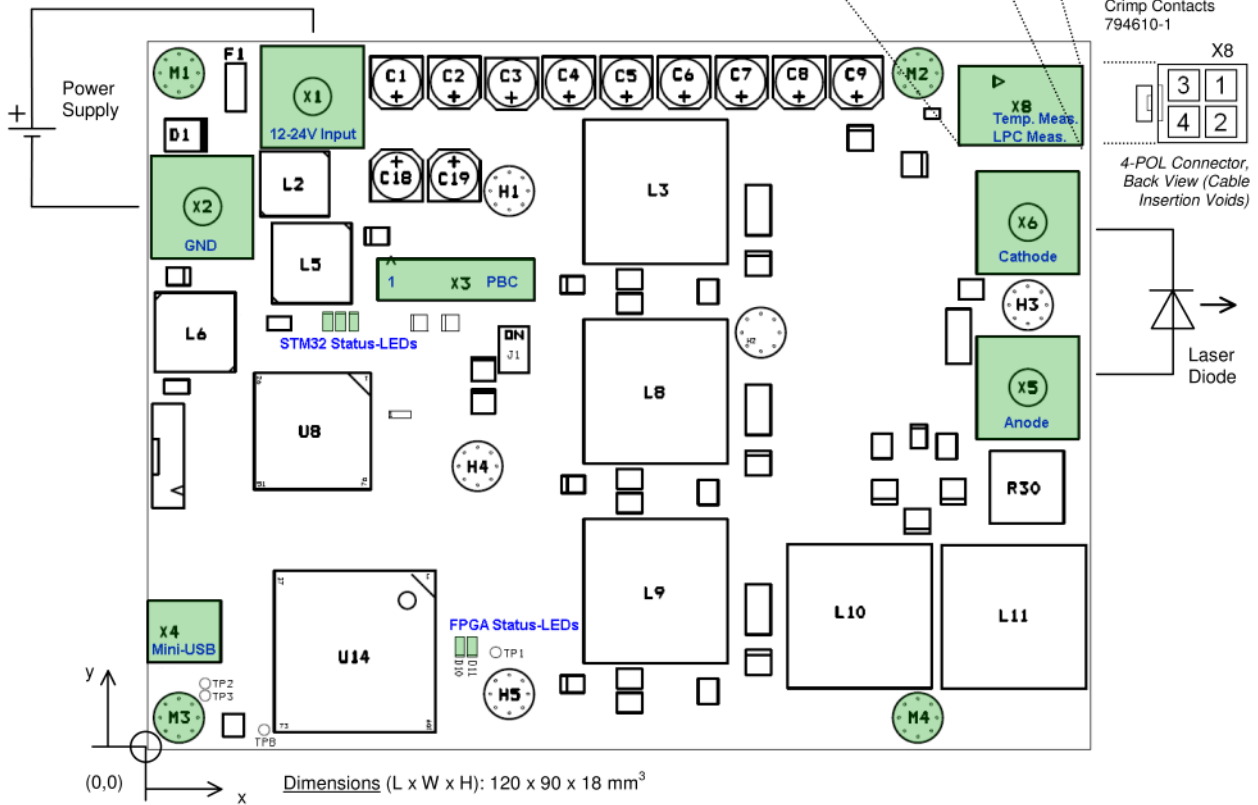 Crimp Contacts
794610-1
X8
3 1
4 2
4-POL Connector,
Back View (Cable
Insertion Voids)
Power
Supply
+
M1
F1
X1
12-24V Input
C1
+
C2
+
C3
+
C4
+
C5
+
C6
+
C7
+
C8
+
C9
+
M2
X8
Temp. Meas.
LPC Meas.
D1
L2
+
C18
+
C19
H1
L3
X2
GND
L5
X6
Cathode
1 X3 PBC
H3
L6
STM32 Status-LEDs
ON
J1
H2
L8
Laser
Diode
X5
Anode
U8
H4
R30
L9
L10
L11
X4
Mini-USB
U14
FPGA Status-LEDs
D10
D11
TP1
H5
TP2
TP3
M3
TP8
M4
y
(0,0)
x
Dimensions (L x W x H): 120 x 90 x 18 mm³